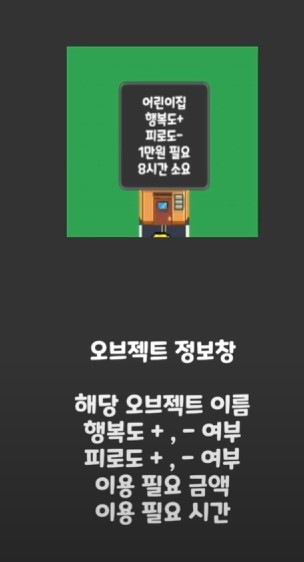 어린이집
행복도+
피로도-
1만원 필요
8시간 소요
오브젝트 정보창
해당 오브젝트 이름
행복도 + , - 여부
피로도 + , - 여부
이용 필요 금액
이용 필요 시간